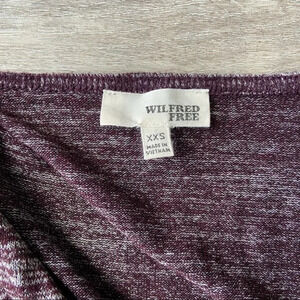 WILFRED
FREE
XXS
MADE IN
VIETNAM